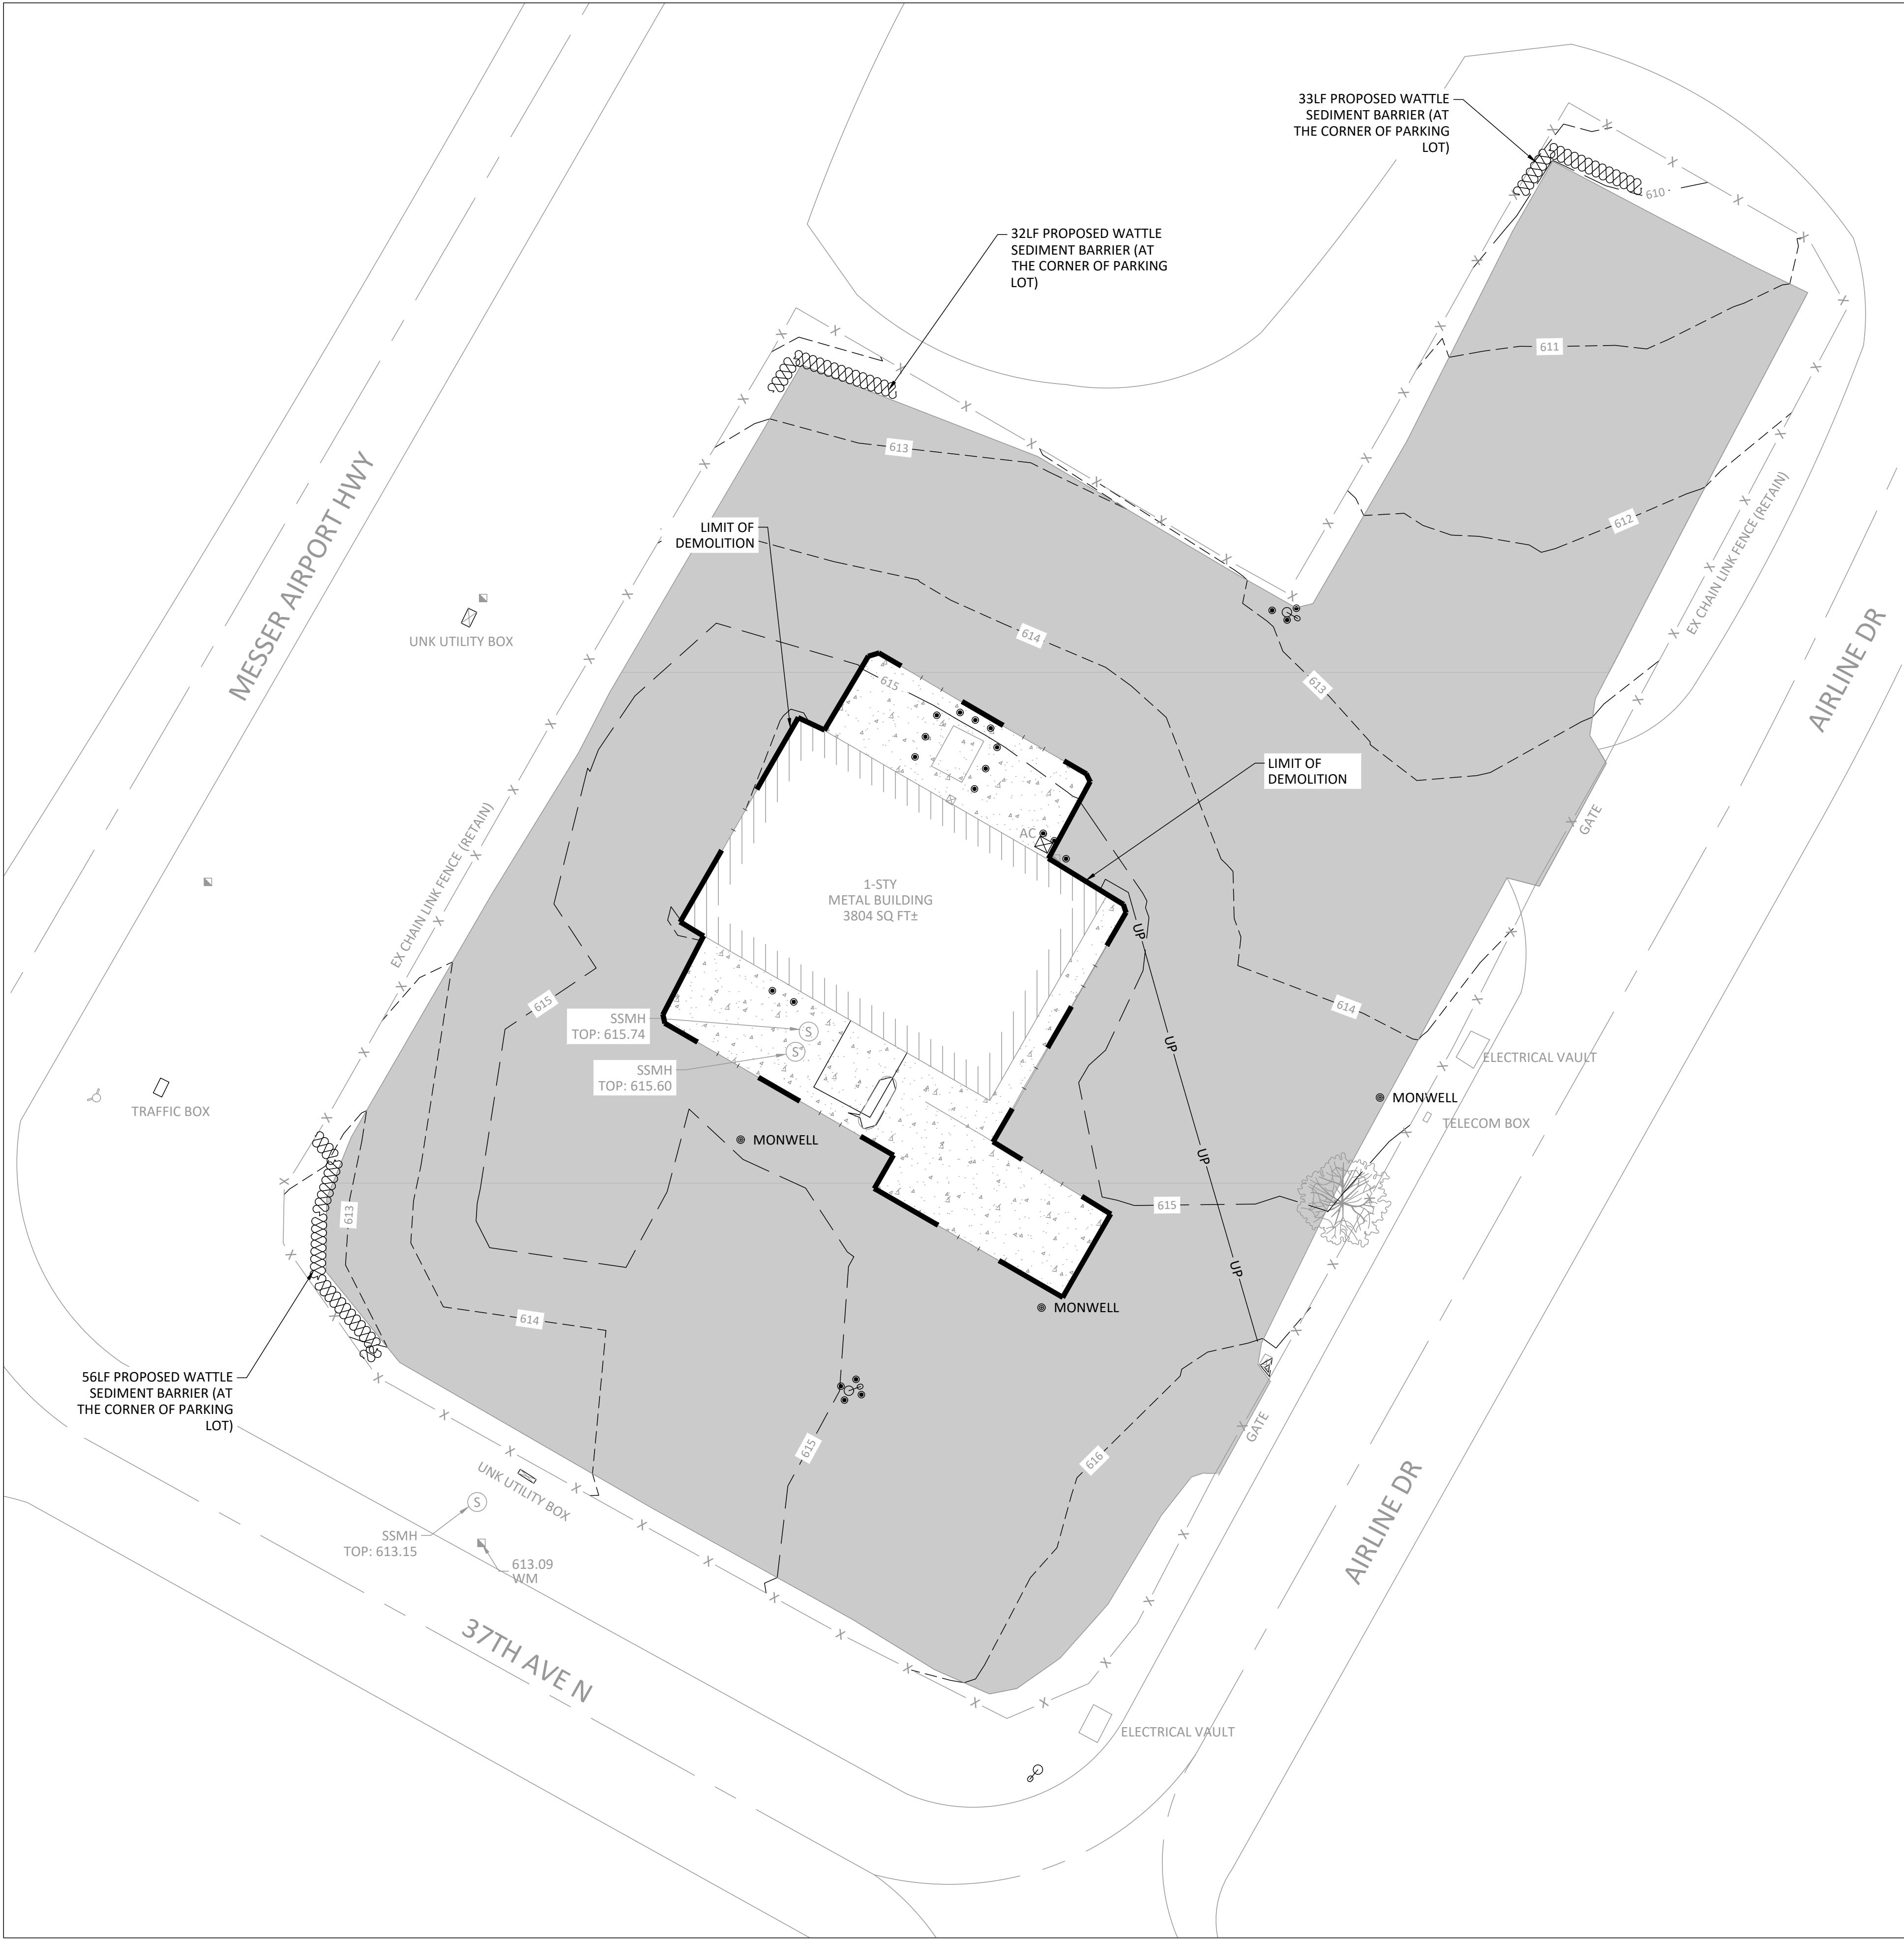 33LF PROPOSED WATTLE
SEDIMENT BARRIER (AT
THE CORNER OF PARKING
LOT)
610
32LF PROPOSED WATTLE
SEDIMENT BARRIER (AT
THE CORNER OF PARKING
LOT)
611
613
MESSER AIRPORT HWY
LIMIT OF
DEMOLITION
612
EX CHAIN LINK FENCE (RETAIN)
UNK UTILITY BOX
614
615
613
AIRLINE DR
LIMIT OF
DEMOLITION
GATE
AC
EX CHAIN LINK FENCE (RETAIN)
1-STY
METAL BUILDING
3804 SQ FT±
UP
615
614
SSMH
TOP: 615.74
UP
ELECTRICAL VAULT
SSMH
TOP: 615.60
S
S
TRAFFIC BOX
MONWELL
TELECOM BOX
MONWELL
UP
613
615
UP
MONWELL
614
56LF PROPOSED WATTLE
SEDIMENT BARRIER (AT
THE CORNER OF PARKING
LOT)
GATE
615
616
UNK UTILITY BOX
S
SSMH
TOP: 613.15
613.09
WM
AIRLINE DR
37TH AVE N
ELECTRICAL VAULT